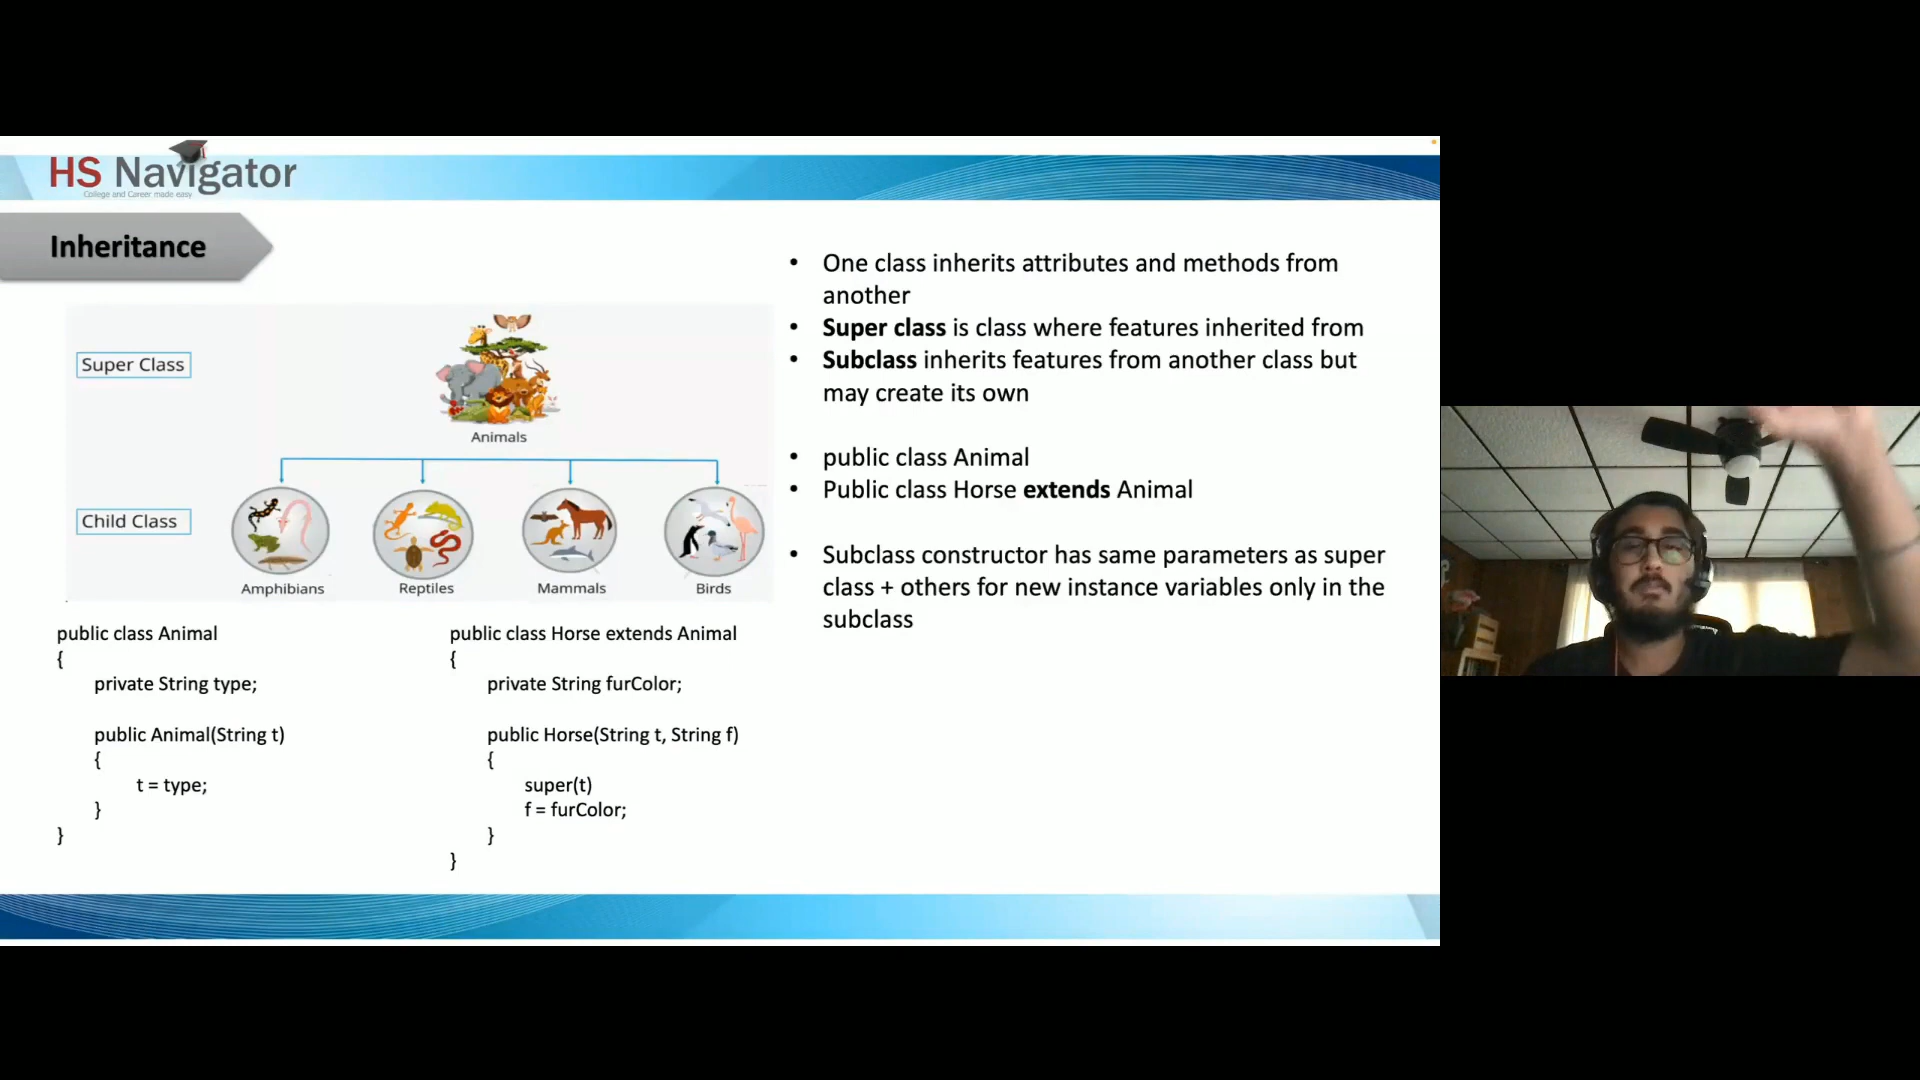 HS Navigator
College and Career made easy
Inheritance
Super Class
Animals
Child Class
Amphibians
Reptiles
Mammals
Birds
public class Animal
{
private String type;
public Animal(String t)
{
t = type;
}
}
public class Horse extends Animal
{
private String furColor;
public Horse(String t, String f)
{
super(t)
f = furColor;
}
}
• One class inherits attributes and methods from
another
• Super class is class where features inherited from
• Subclass inherits features from another class but
may create its own
• public class Animal
• Public class Horse extends Animal
• Subclass constructor has same parameters as super
class + others for new instance variables only in the
subclass